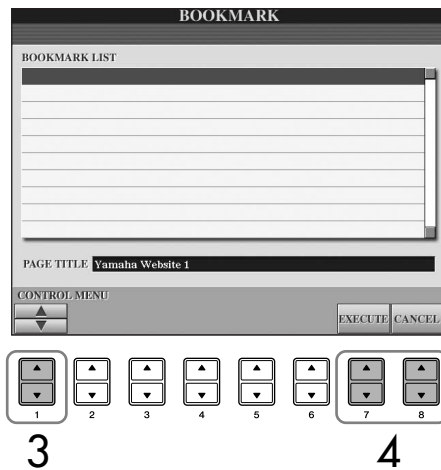 BOOKMARK
BOOKMARK LIST
PAGE TITLE Yamaha Website 1
CONTROL MENU
EXECUTE CANCEL
1 2 3 4 5 6 7 8
3 4